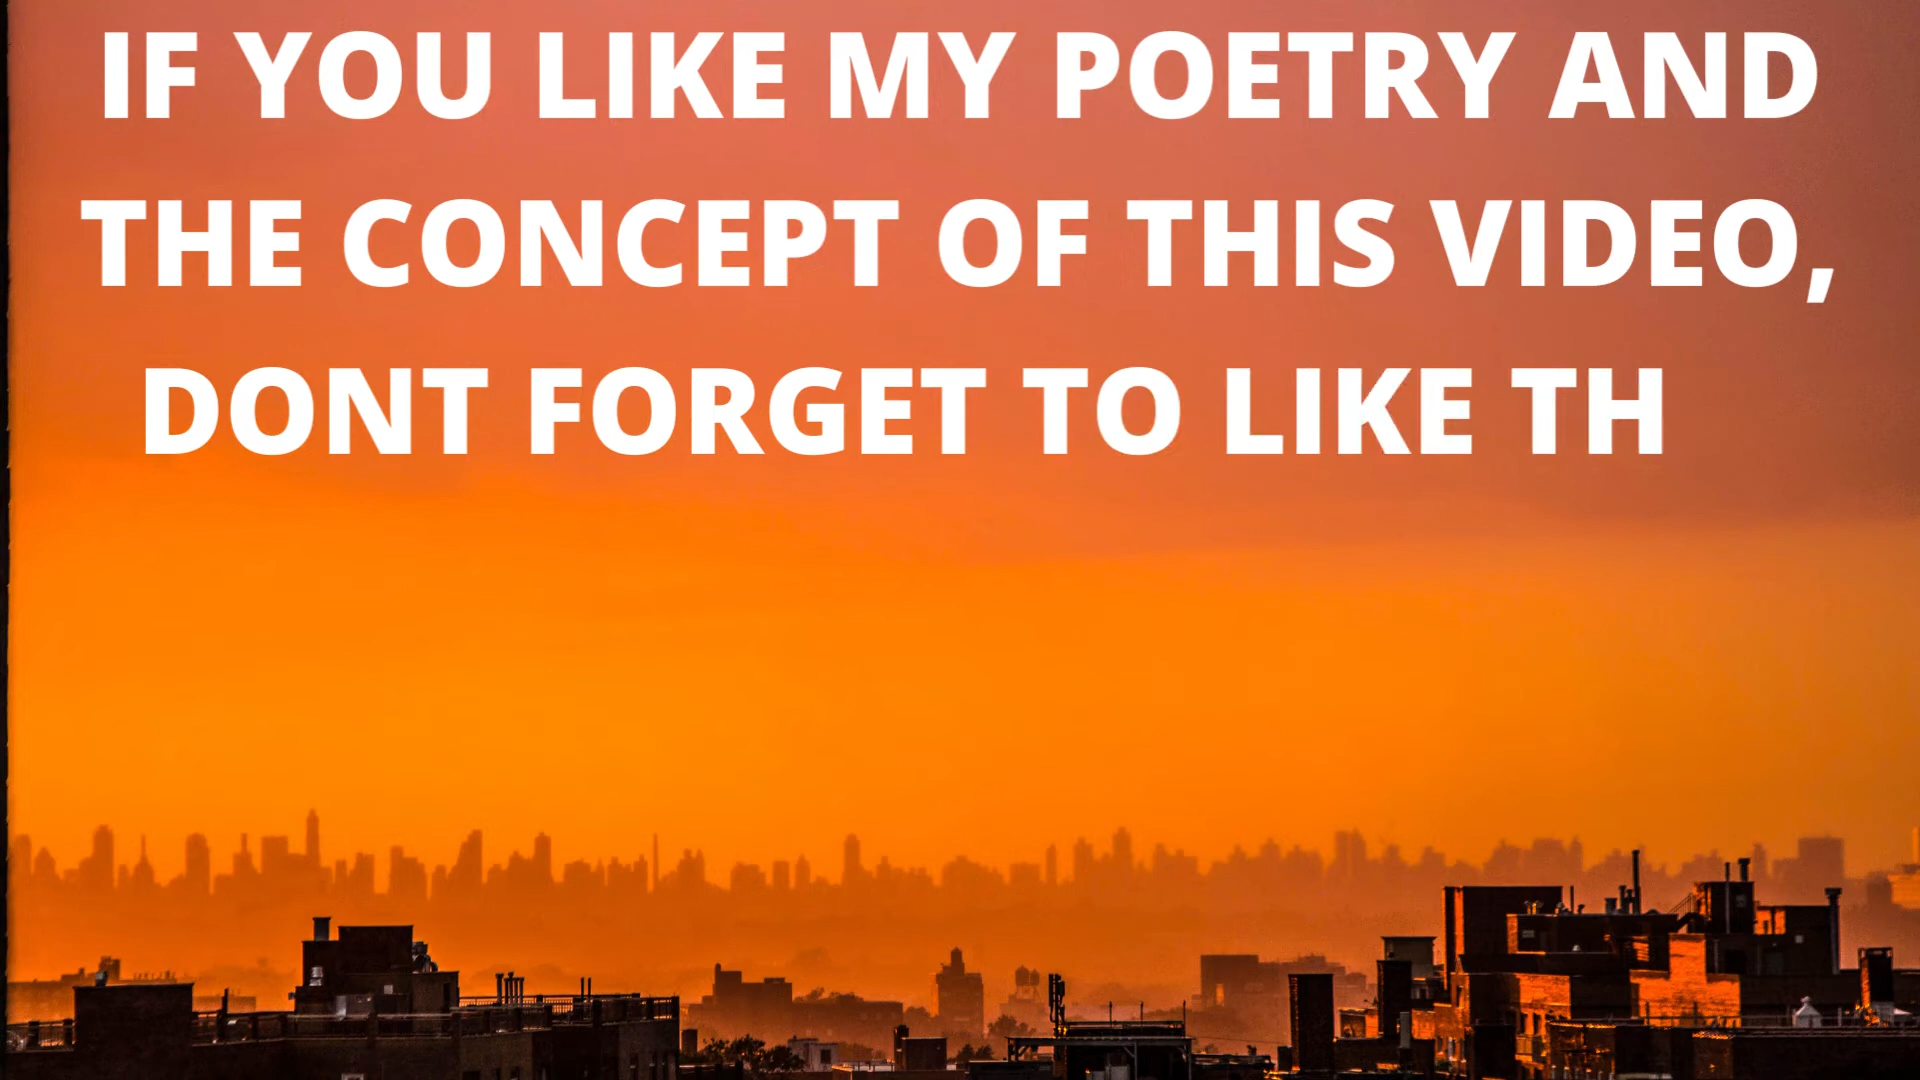 IF YOU LIKE MY POETRY AND
THE CONCEPT OF THIS VIDEO,
DONT FORGET TO LIKE TH